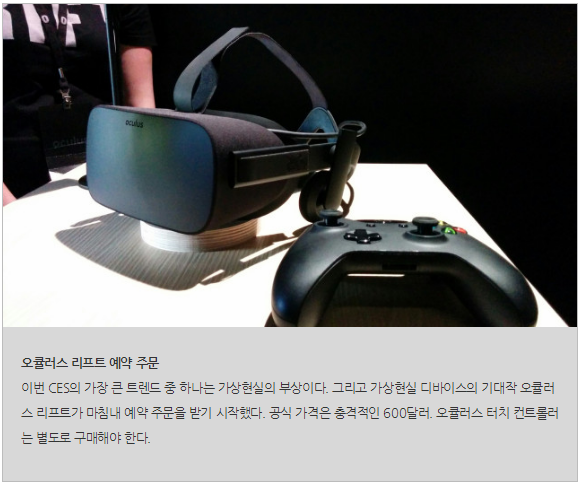 oculus
oculus
오큘러스 리프트 예약 주문
이번 CES의 가장 큰 트렌드 중 하나는 가상현실의 부상이다. 그리고 가상현실 디바이스의 기대작 오큘러
스 리프트가 마침내 예약 주문을 받기 시작했다. 공식 가격은 충격적인 600달러. 오큘러스 터치 컨트롤러
는 별도로 구매해야 한다.